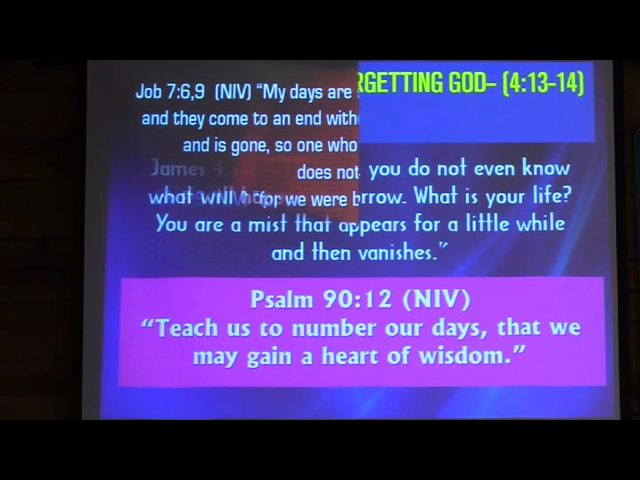 Job 7:6,9 (NIV) “My days are RGETTING GOD– (4:13-14)
and they come to an end with
and is gone, so one who
James 4 does not you do not even know
what will “for we were rrow. What is your life?
You are a mist that appears for a little while
and then vanishes.”
Psalm 90:12 (NIV)
“Teach us to number our days, that we
may gain a heart of wisdom.”